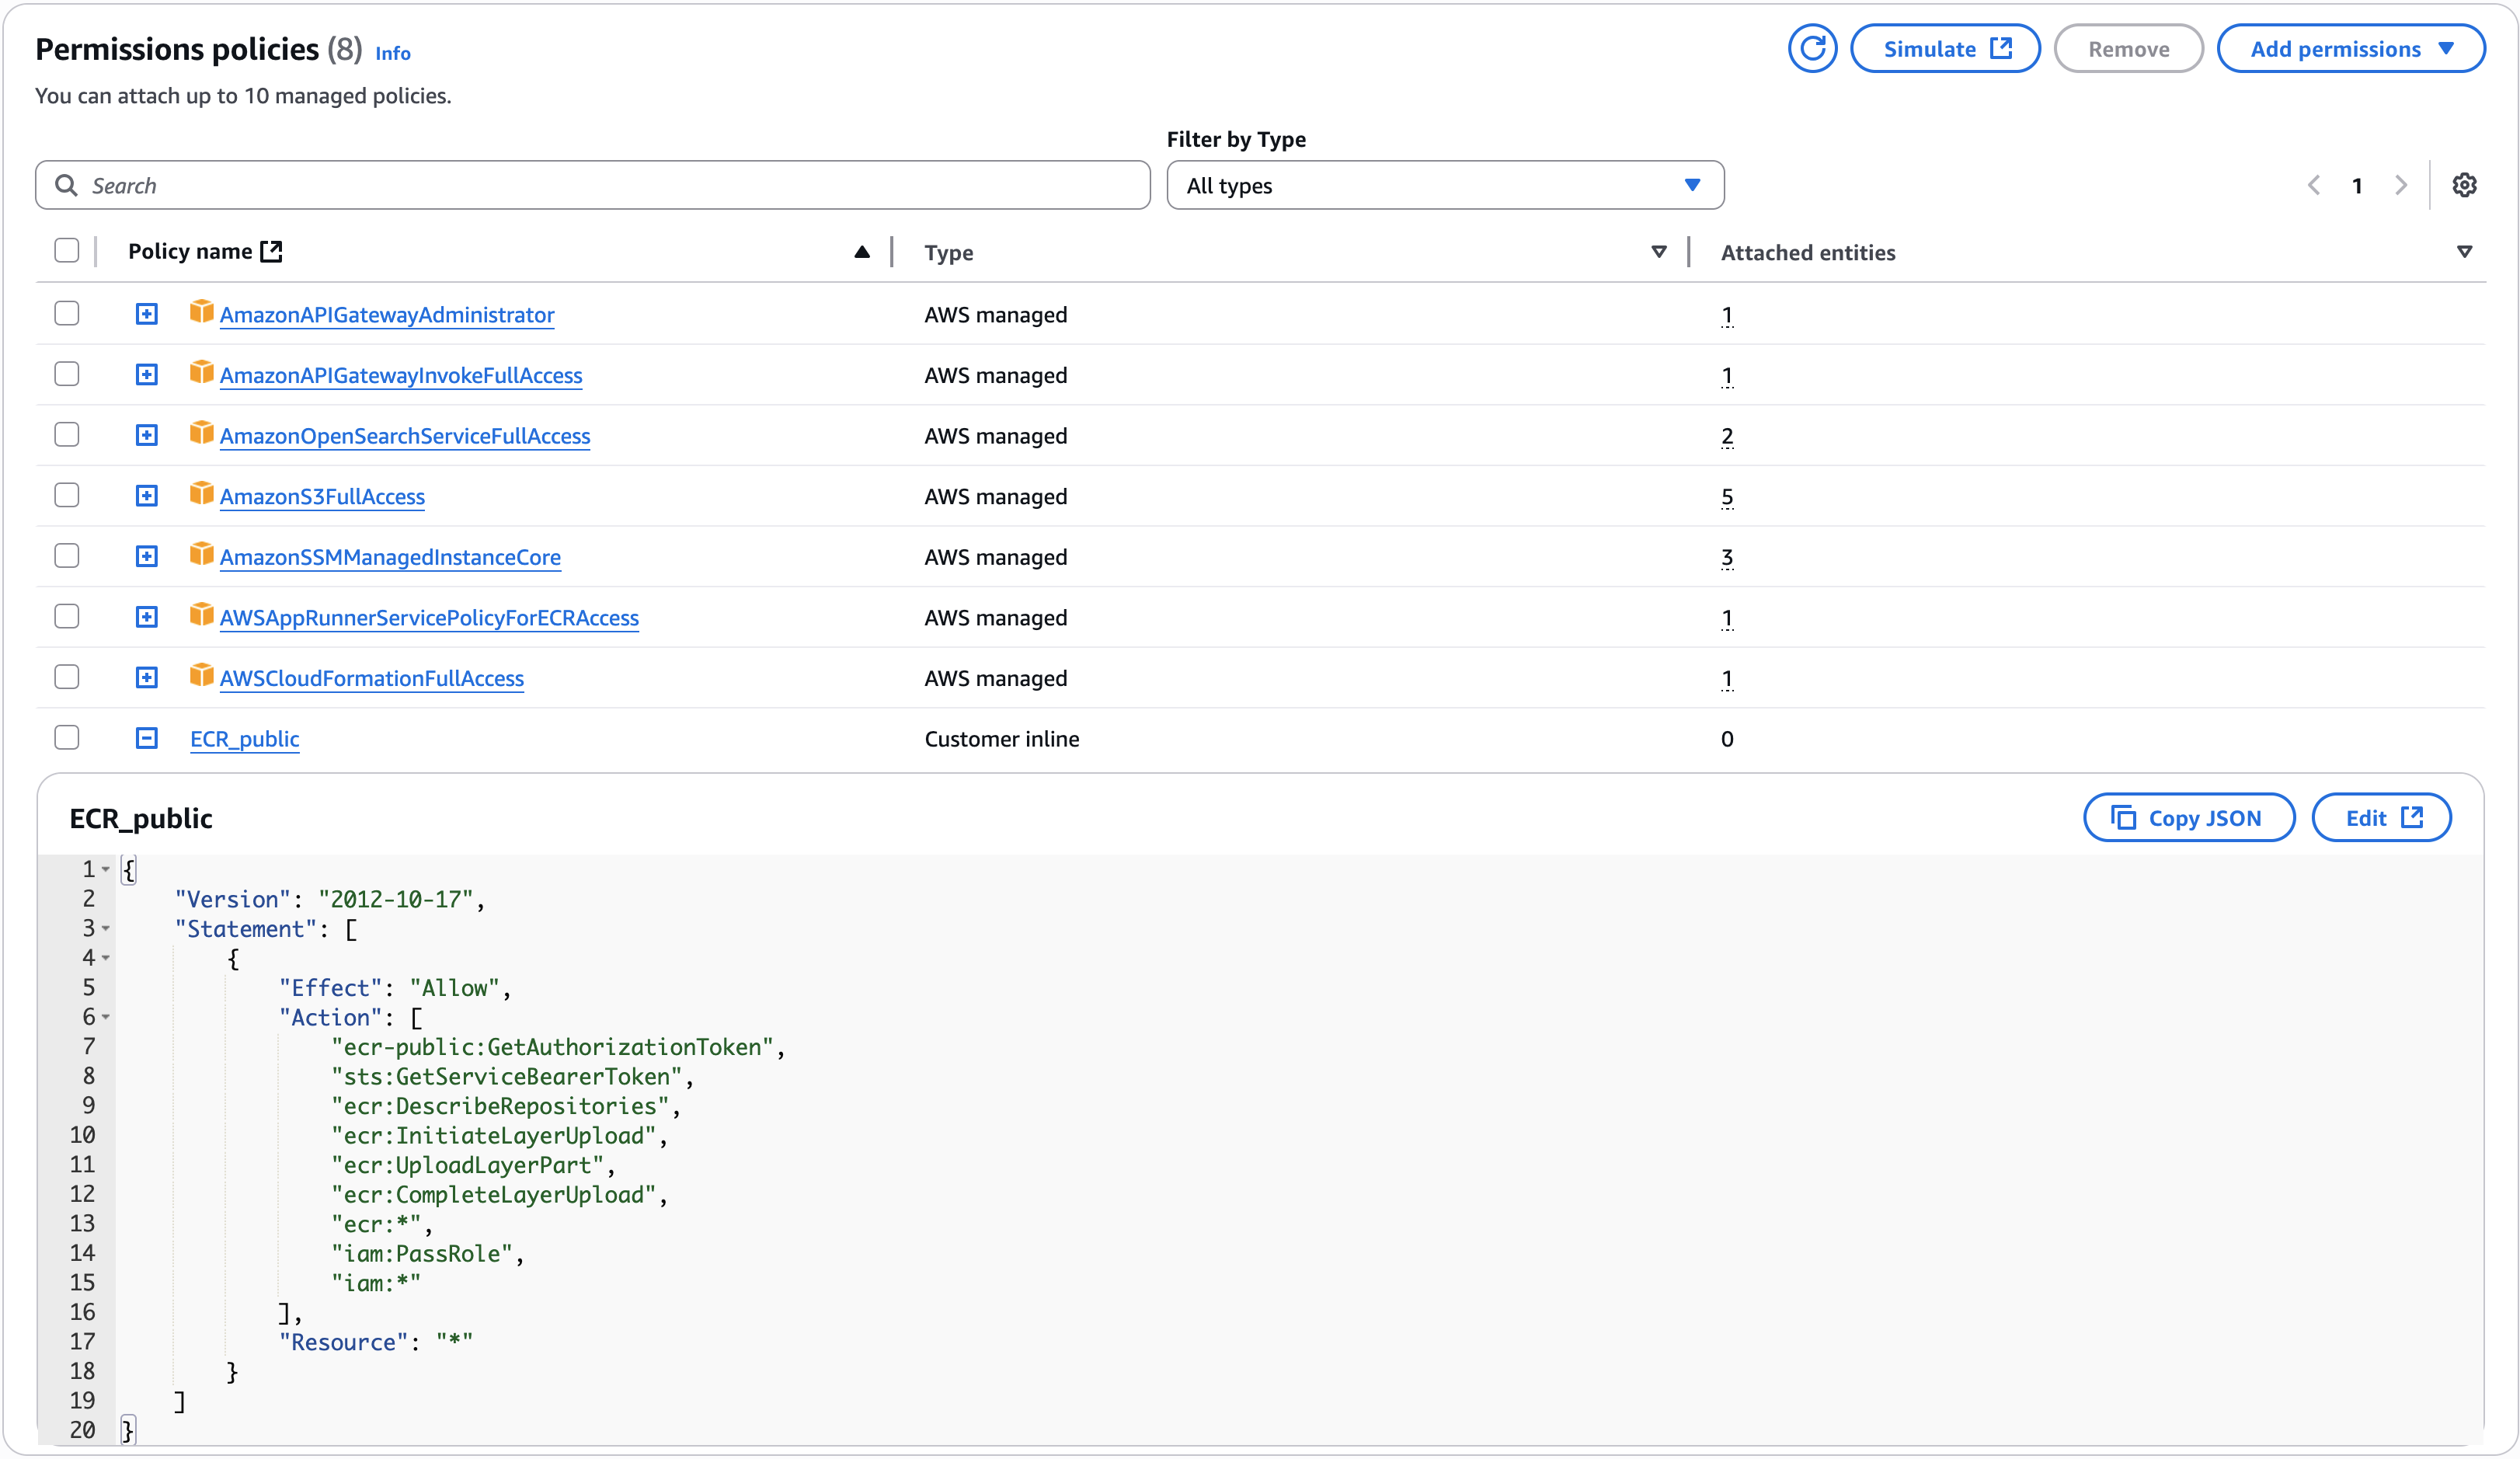 Permissions policies (8) Info
Simulate
Remove
Add permissions
You can attach up to 10 managed policies.
Filter by Type
Search
All types
1
Policy name
Type
Attached entities
AmazonAPIGatewayAdministrator AWS managed 1
AmazonAPIGatewayInvokeFullAccess AWS managed 1
AmazonOpenSearchServiceFullAccess AWS managed 2
AmazonS3FullAccess AWS managed 5
AmazonSSMManagedInstanceCore AWS managed 3
AWSAppRunnerServicePolicyForECRAccess AWS managed 1
AWSCloudFormationFullAccess AWS managed 1
ECR_public Customer inline 0
ECR_public
Copy JSON
Edit
1 {
2     "Version": "2012-10-17",
3     "Statement": [
4         {
5             "Effect": "Allow",
6             "Action": [
7                 "ecr-public:GetAuthorizationToken",
8                 "sts:GetServiceBearerToken",
9                 "ecr:DescribeRepositories",
10                 "ecr:InitiateLayerUpload",
11                 "ecr:UploadLayerPart",
12                 "ecr:CompleteLayerUpload",
13                 "ecr:*",
14                 "iam:PassRole",
15                 "iam:*"
16             ],
17             "Resource": "*"
18         }
19     ]
20 }